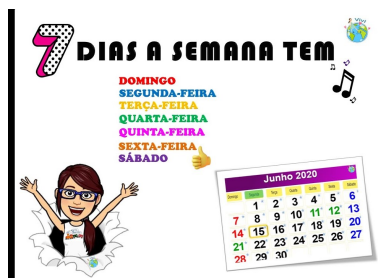 7 DIAS A SEMANA TEM
DOMINGO
SEGUNDA-FEIRA
TERÇA-FEIRA
QUARTA-FEIRA
QUINTA-FEIRA
SEXTA-FEIRA
SÁBADO
Junho 2020
1 2 3 4 5 6
7 8 9 10 11 12 13
14 15 16 17 18 19 20
21 22 23 24 25 26 27
28 29 30